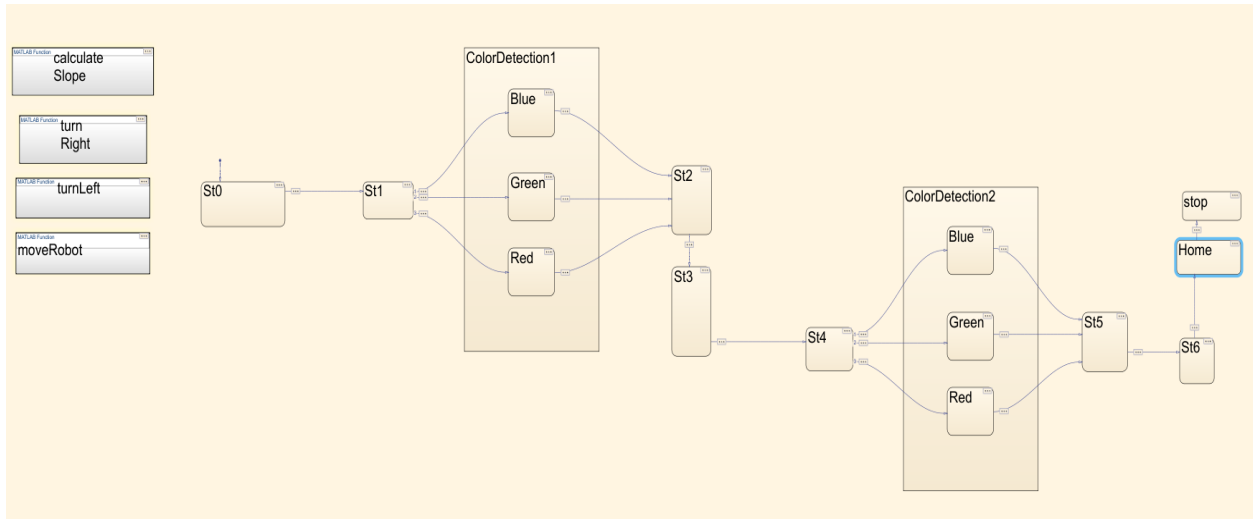 MATLAB Function
calculate
Slope
MATLAB Function
turn
Right
MATLAB Function
turnLeft
MATLAB Function
moveRobot
St0
St1
ColorDetection1
Blue
Green
Red
St2
St3
St4
ColorDetection2
Blue
Green
Red
St5
St6
Home
stop